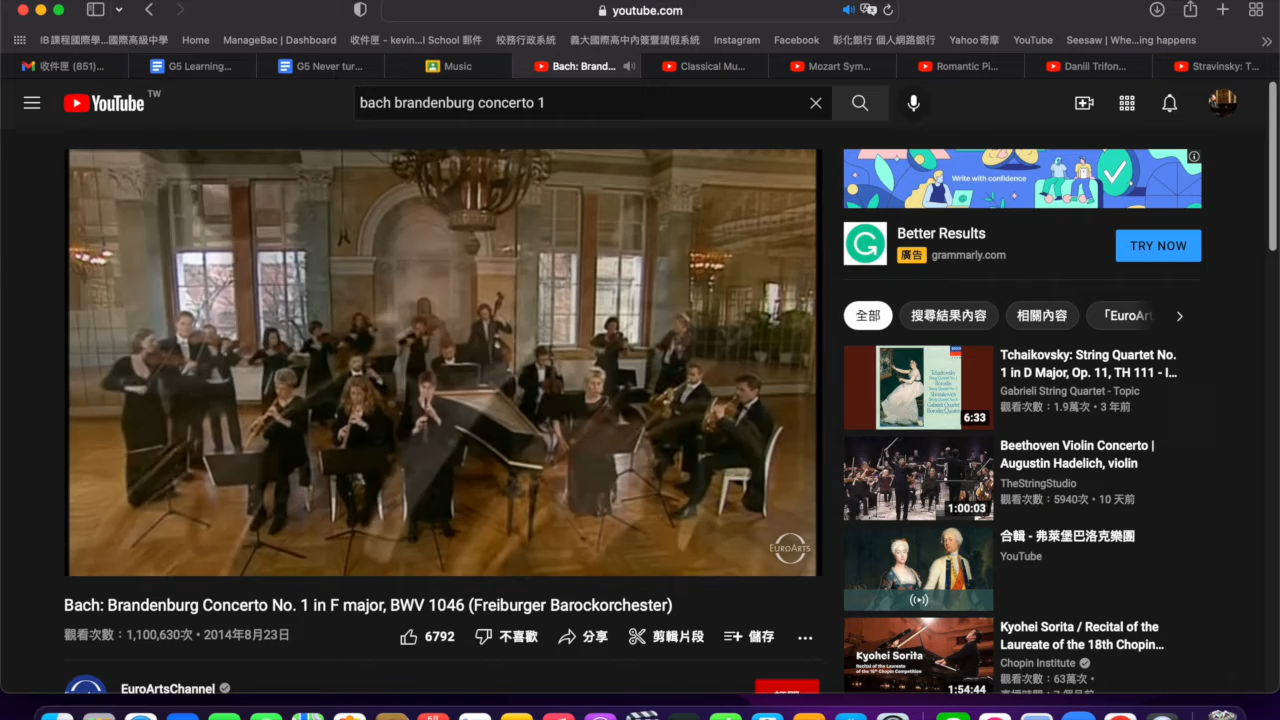 youtube.com
IB課程國際學...國際高級中學 Home ManageBac | Dashboard 收件匣 - kevin...l School 郵件 校務行政系統 義大國際高中內簽暨請假系統 Instagram Facebook 彰化銀行 個人網路銀行 Yahoo奇摩 YouTube Seesaw | Whe...ing happens
收件匣 (851)... G5 Learning... G5 Never tur... Music Bach: Brand... Classical Mu... Mozart Sym... Romantic Pi... Daniil Trifon... Stravinsky: T...
YouTube TW
bach brandenburg concerto 1
Write with confidence
Better Results
廣告 grammarly.com
TRY NOW
全部 搜尋結果內容 相關內容 「EuroArt
Tchaikovsky: String Quartet No.
1 in D Major, Op. 11, TH 111 - I...
Gabrieli String Quartet - Topic
觀看次數：1.9萬次 • 3 年前
6:33
Beethoven Violin Concerto |
Augustin Hadelich, violin
TheStringStudio
觀看次數：5940次 • 10 天前
1:00:03
合輯 - 弗萊堡巴洛克樂團
YouTube
Kyohei Sorita / Recital of the
Laureate of the 18th Chopin...
Chopin Institute
觀看次數：63萬次 •
Kyohei Sorita
Recital of the Laureate
of the 18th Chopin Competition
1:54:44
EUROARTS
Bach: Brandenburg Concerto No. 1 in F major, BWV 1046 (Freiburger Barockorchester)
觀看次數：1,100,630次 • 2014年8月23日
6792 不喜歡 分享 剪輯片段 儲存
EuroArtsChannel